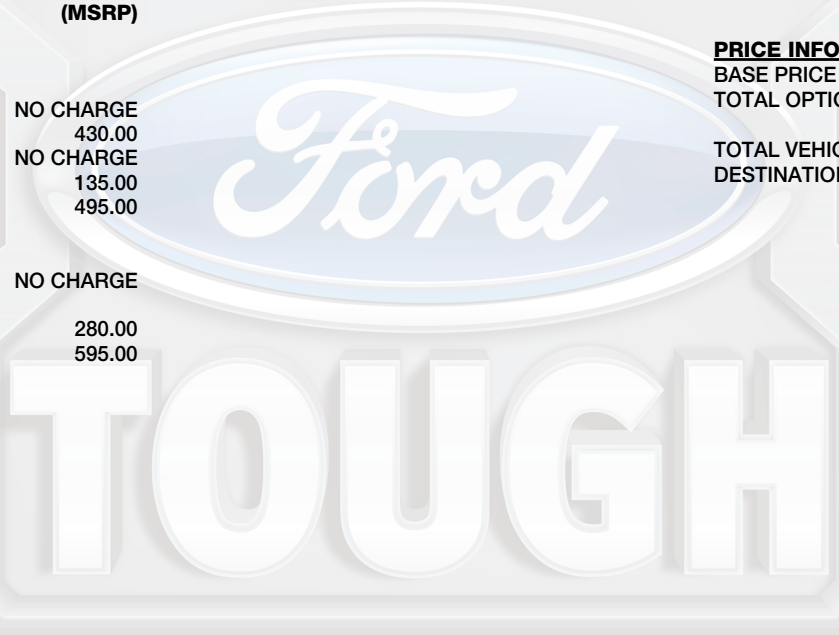 (MSRP)
NO CHARGE
430.00
NO CHARGE
135.00
495.00
NO CHARGE
280.00
595.00
PRICE INFO
BASE PRICE
TOTAL OPTIO
TOTAL VEHIC
DESTINATION
Ford
TOUGH